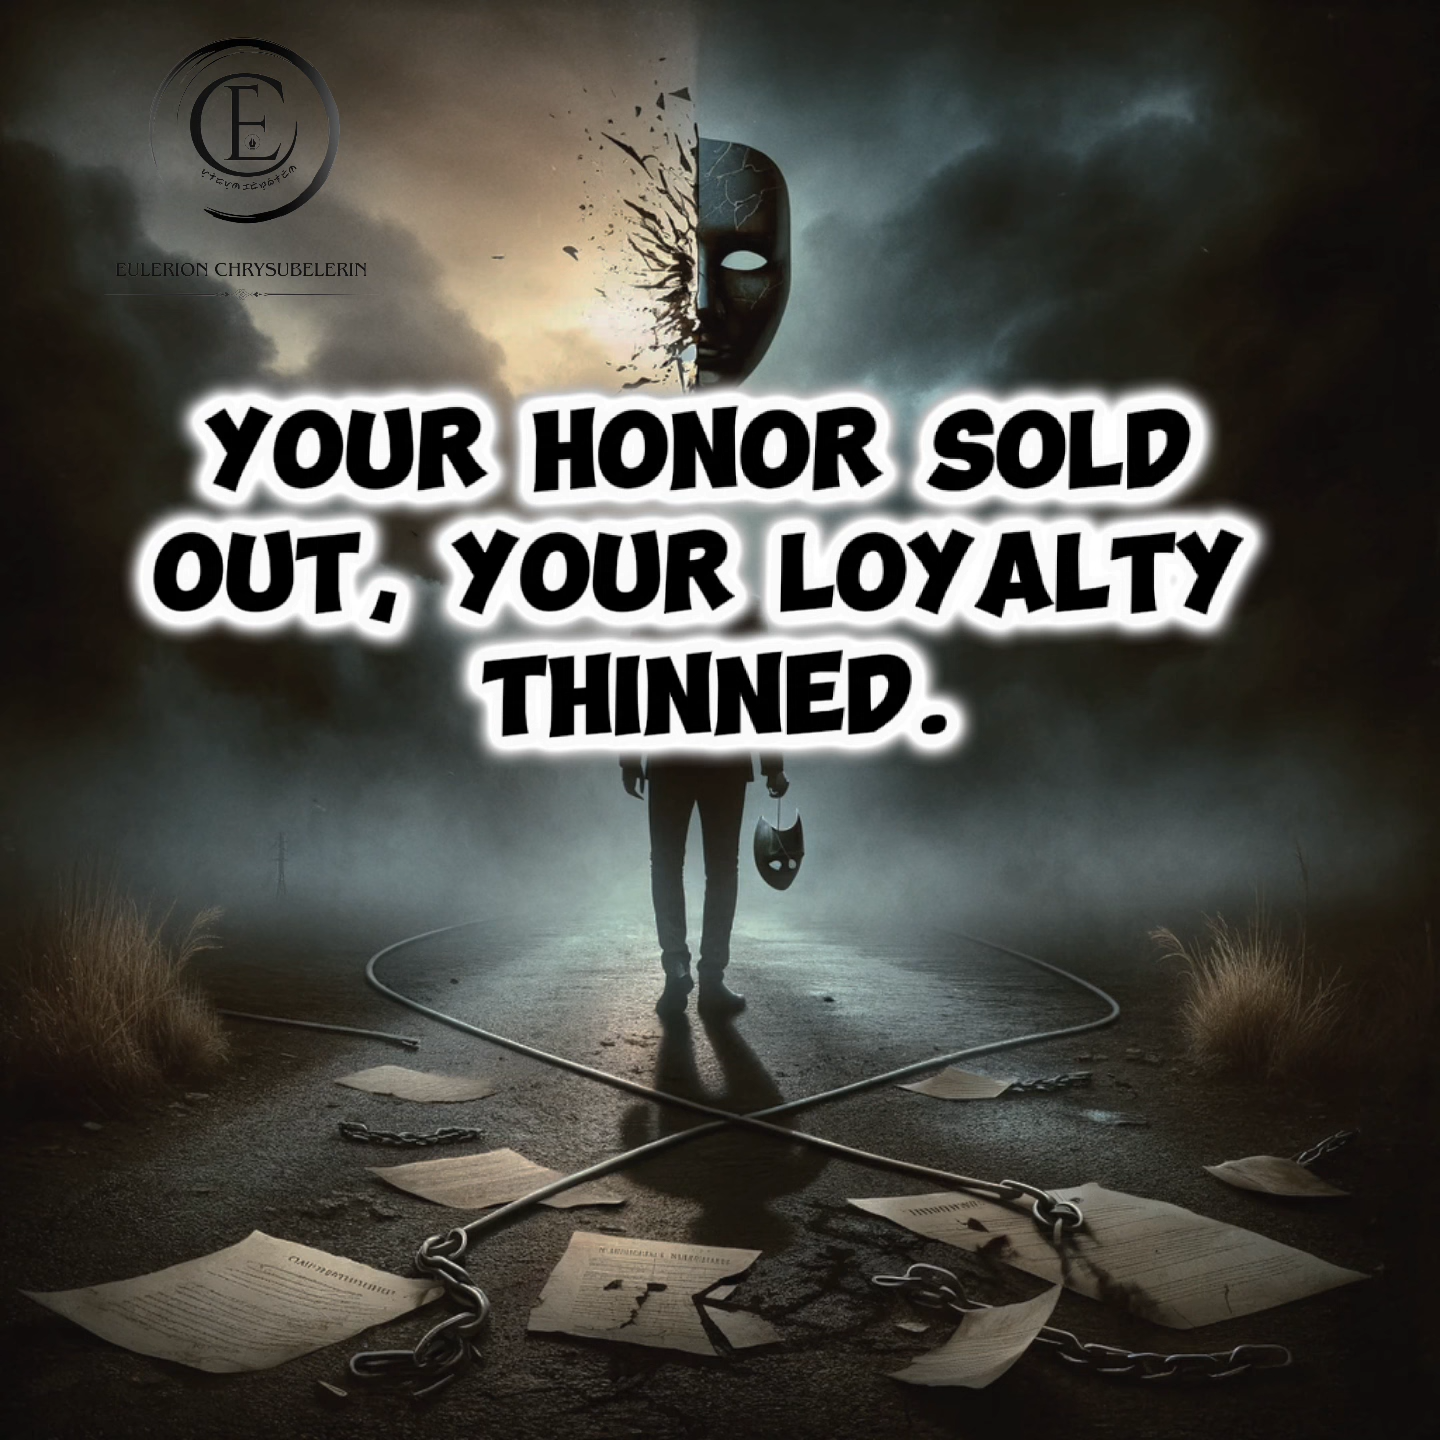 E
EULERION CHRYSUBELERIN
YOUR HONOR SOLD
OUT, YOUR LOYALTY
THINNED.